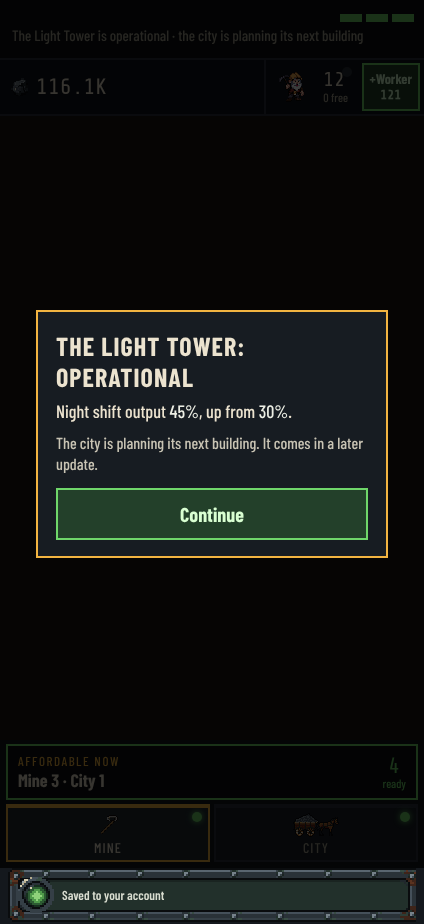 The Light Tower is operational · the city is planning its next building
116.1K
12
0 free
+Worker
121
THE LIGHT TOWER:
OPERATIONAL
Night shift output 45%, up from 30%.
The city is planning its next building. It comes in a later
update.
Continue
AFFORDABLE NOW
Mine 3 · City 1
4
ready
MINE
CITY
Saved to your account